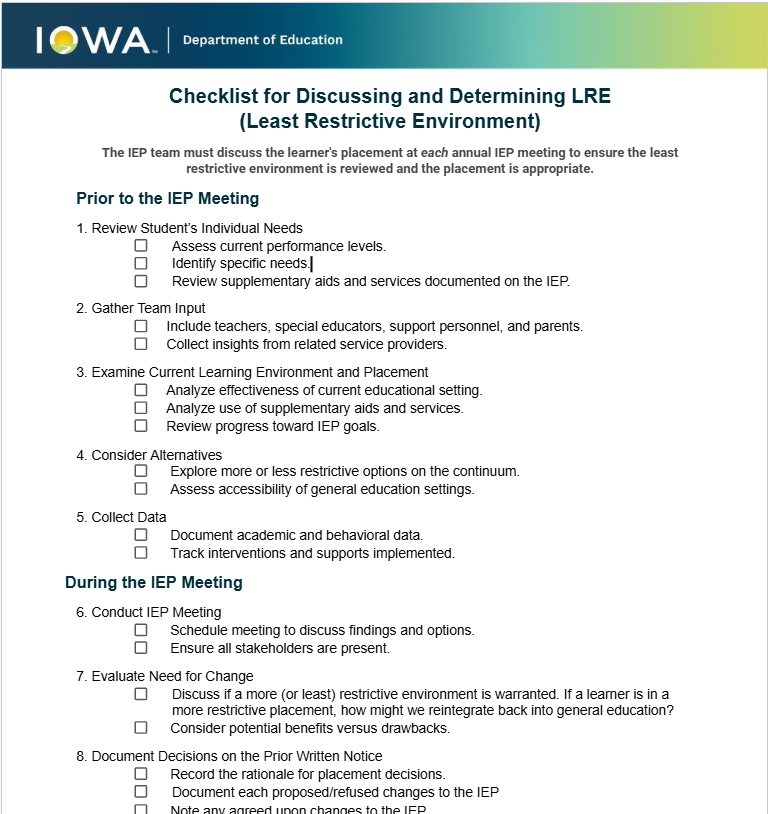 IOWA | Department of Education
Checklist for Discussing and Determining LRE
(Least Restrictive Environment)
The IEP team must discuss the learner's placement at each annual IEP meeting to ensure the least
restrictive environment is reviewed and the placement is appropriate.
Prior to the IEP Meeting
1. Review Student's Individual Needs
☐ Assess current performance levels.
☐ Identify specific needs.
☐ Review supplementary aids and services documented on the IEP.
2. Gather Team Input
☐ Include teachers, special educators, support personnel, and parents.
☐ Collect insights from related service providers.
3. Examine Current Learning Environment and Placement
☐ Analyze effectiveness of current educational setting.
☐ Analyze use of supplementary aids and services.
☐ Review progress toward IEP goals.
4. Consider Alternatives
☐ Explore more or less restrictive options on the continuum.
☐ Assess accessibility of general education settings.
5. Collect Data
☐ Document academic and behavioral data.
☐ Track interventions and supports implemented.
During the IEP Meeting
6. Conduct IEP Meeting
☐ Schedule meeting to discuss findings and options.
☐ Ensure all stakeholders are present.
7. Evaluate Need for Change
☐ Discuss if a more (or least) restrictive environment is warranted. If a learner is in a
more restrictive placement, how might we reintegrate back into general education?
☐ Consider potential benefits versus drawbacks.
8. Document Decisions on the Prior Written Notice
☐ Record the rationale for placement decisions.
☐ Document each proposed/refused changes to the IEP
☐ Note any agreed upon changes to the IEP